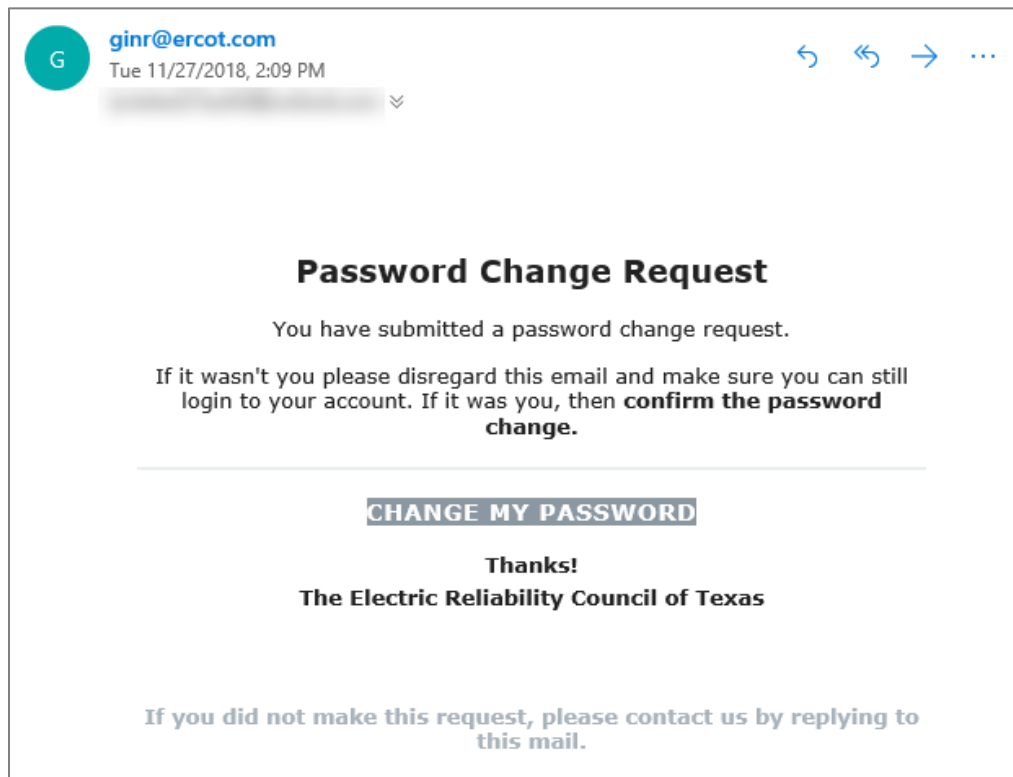 G
ginr@ercot.com
Tue 11/27/2018, 2:09 PM
Password Change Request
You have submitted a password change request.
If it wasn't you please disregard this email and make sure you can still
login to your account. If it was you, then confirm the password
change.
CHANGE MY PASSWORD
Thanks!
The Electric Reliability Council of Texas
If you did not make this request, please contact us by replying to
this mail.